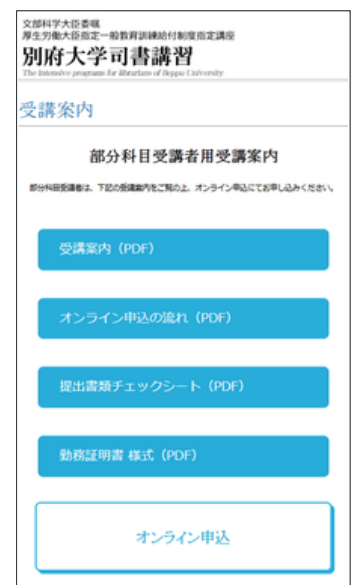 文部科学大臣委嘱
厚生労働大臣指定一般教育訓練給付制度指定講座
別府大学司書講習
The intensive programs for librarians of Beppu University
受講案内
部分科目受講者用受講案内
部分科目受講者は、下記の受講案内をご覧の上、オンライン申込にてお申し込みください。
受講案内（PDF）
オンライン申込の流れ（PDF）
提出書類チェックシート（PDF）
勤務証明書 様式（PDF）
オンライン申込